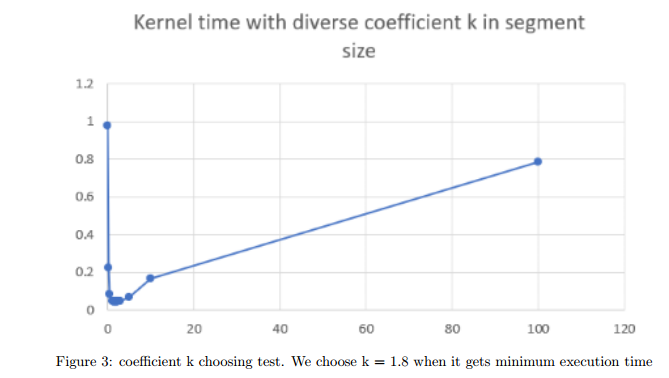 Kernel time with diverse coefficient k in segment
size
1.2
1
0.8
0.6
0.4
0.2
0
0 20 40 60 80 100 120
Figure 3: coefficient k choosing test. We choose k = 1.8 when it gets minimum execution time